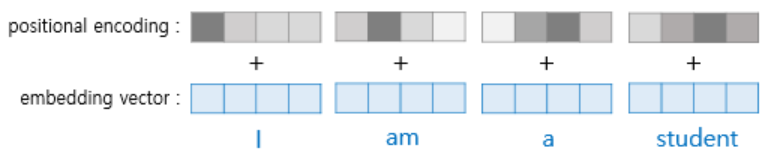 positional encoding :
+ + + +
embedding vector :
I am a student